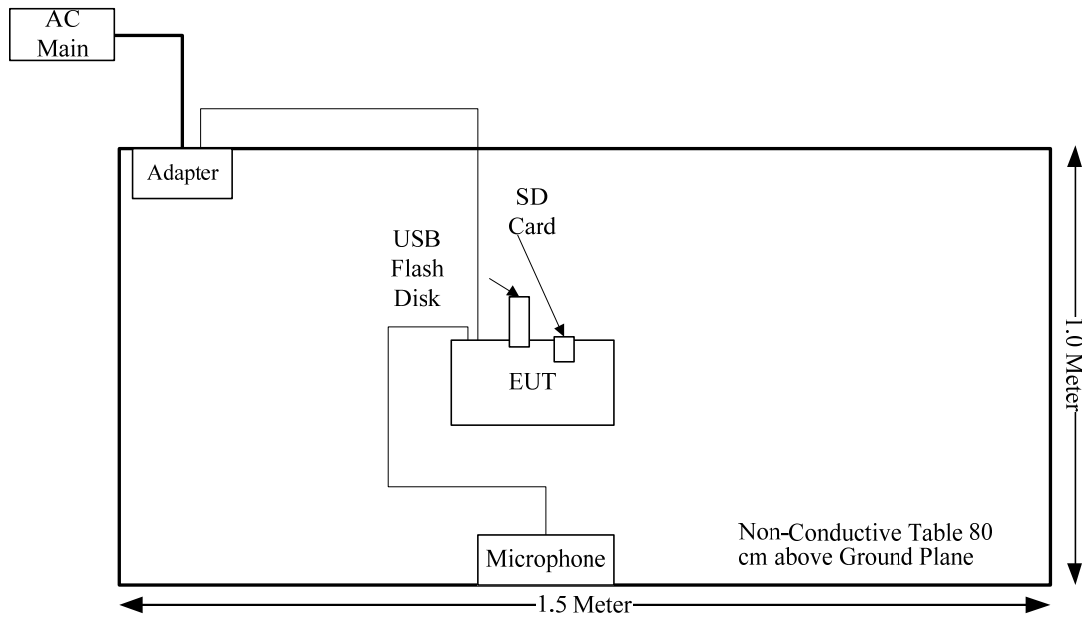 AC
Main
Adapter
SD
Card
USB
Flash
Disk
EUT
1.0 Meter
Non-Conductive Table 80
cm above Ground Plane
Microphone
1.5 Meter